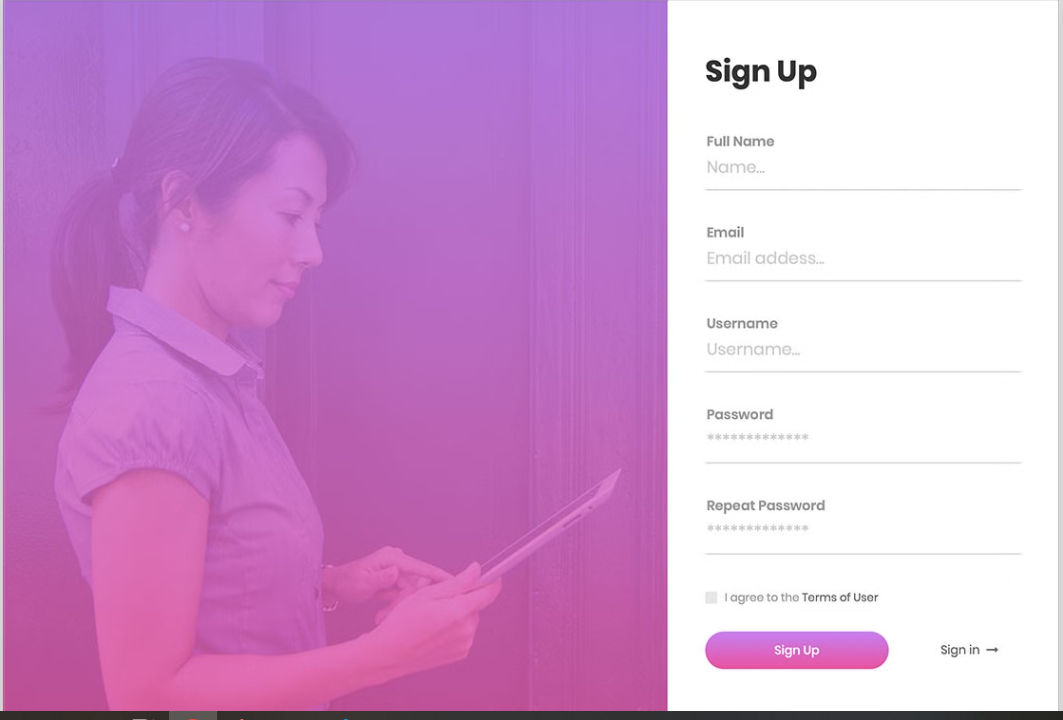 Sign Up
Full Name
Name...
Email
Email addess...
Username
Username...
Password
*************
Repeat Password
*************
I agree to the Terms of User
Sign Up
Sign in →